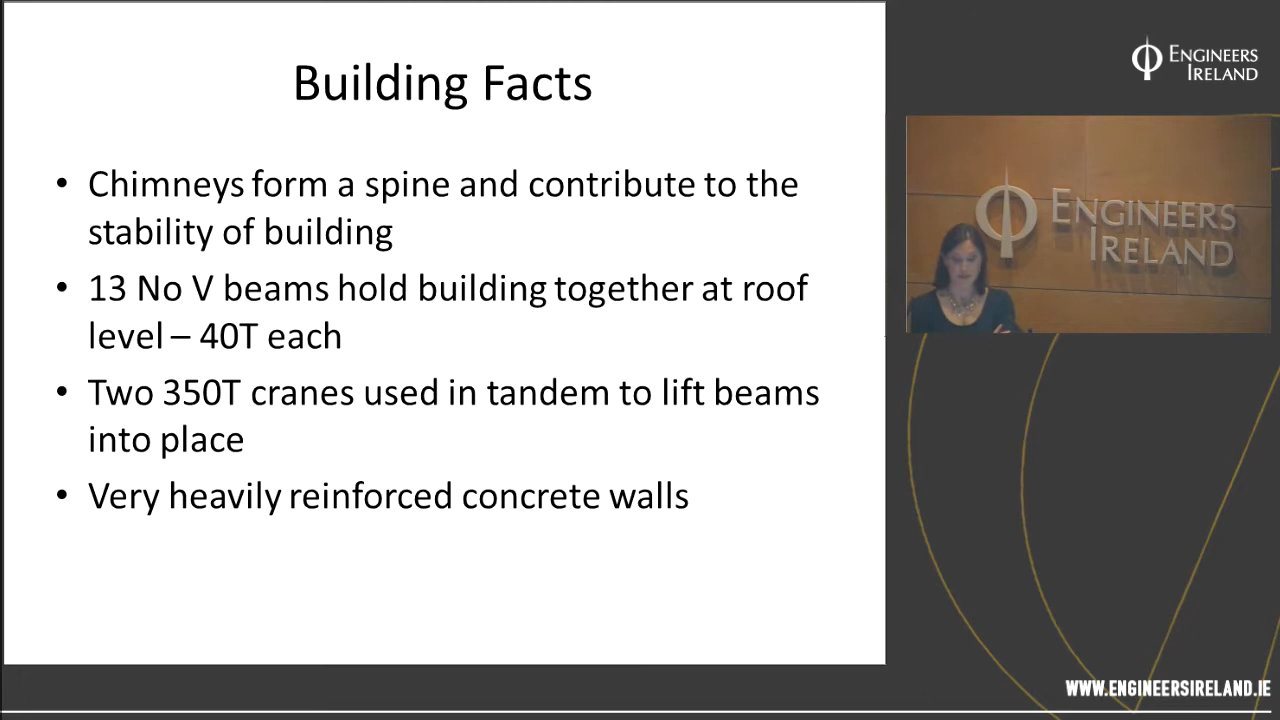 Building Facts
• Chimneys form a spine and contribute to the
stability of building
• 13 No V beams hold building together at roof
level – 40T each
• Two 350T cranes used in tandem to lift beams
into place
• Very heavily reinforced concrete walls
ENGINEERS
IRELAND
ENGINEERS
IRELAND
WWW.ENGINEERSIRELAND.IE